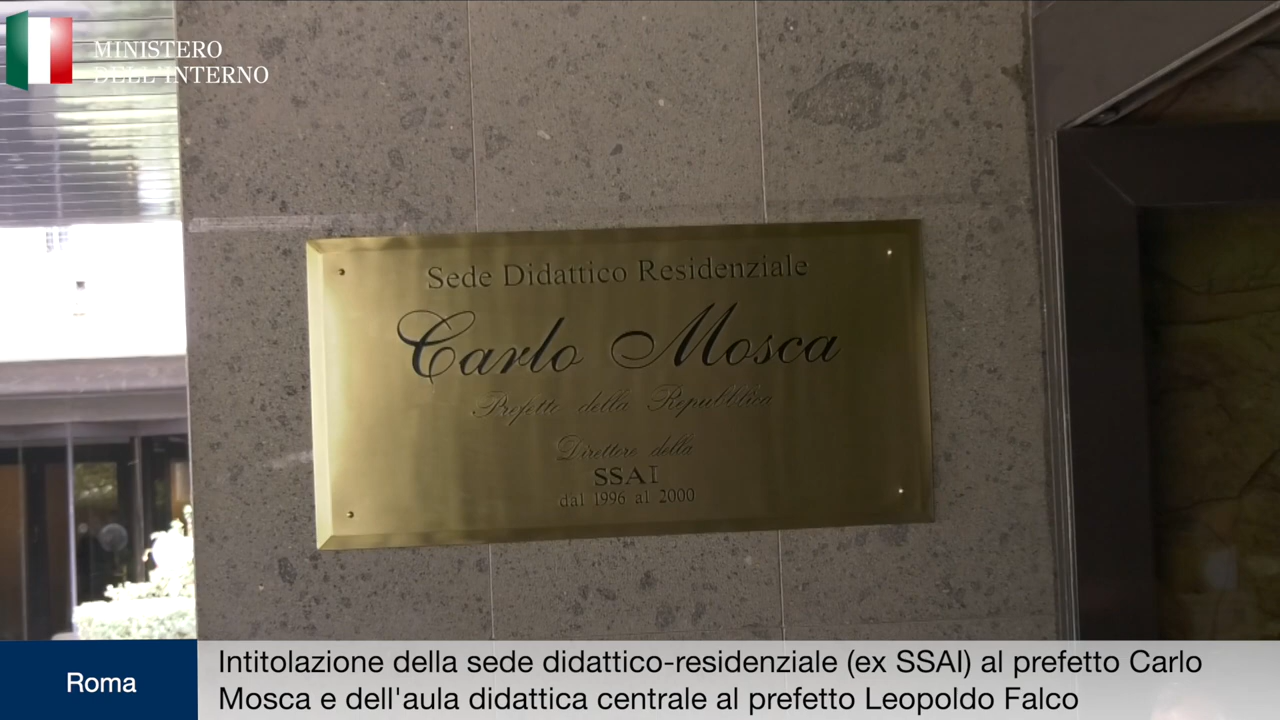 MINISTERO
DELL'INTERNO
Sede Didattico Residenziale
Carlo Mosca
Prefetto della Repubblica
Direttore della
SSAI
dal 1996 al 2000
Roma
Intitolazione della sede didattico-residenziale (ex SSAI) al prefetto Carlo
Mosca e dell'aula didattica centrale al prefetto Leopoldo Falco